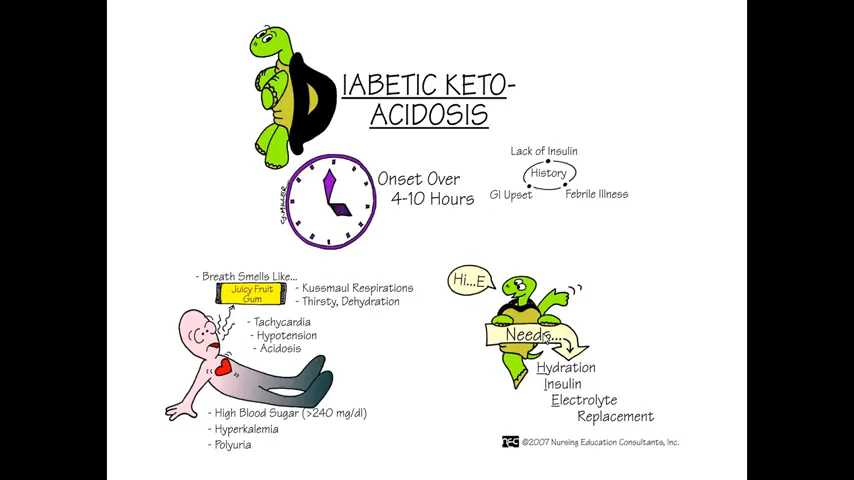 DIABETIC KETO-
ACIDOSIS
Onset Over
4-10 Hours
Lack of Insulin
History
GI Upset
Febrile Illness
- Breath Smells Like...
Juicy Fruit
Gum
- Kussmaul Respirations
- Thirsty, Dehydration
- Tachycardia
- Hypotension
- Acidosis
- High Blood Sugar (>240 mg/dl)
- Hyperkalemia
- Polyuria
Hi...E
Needs...
Hydration
Insulin
Electrolyte
Replacement
NEC ©2007 Nursing Education Consultants, Inc.